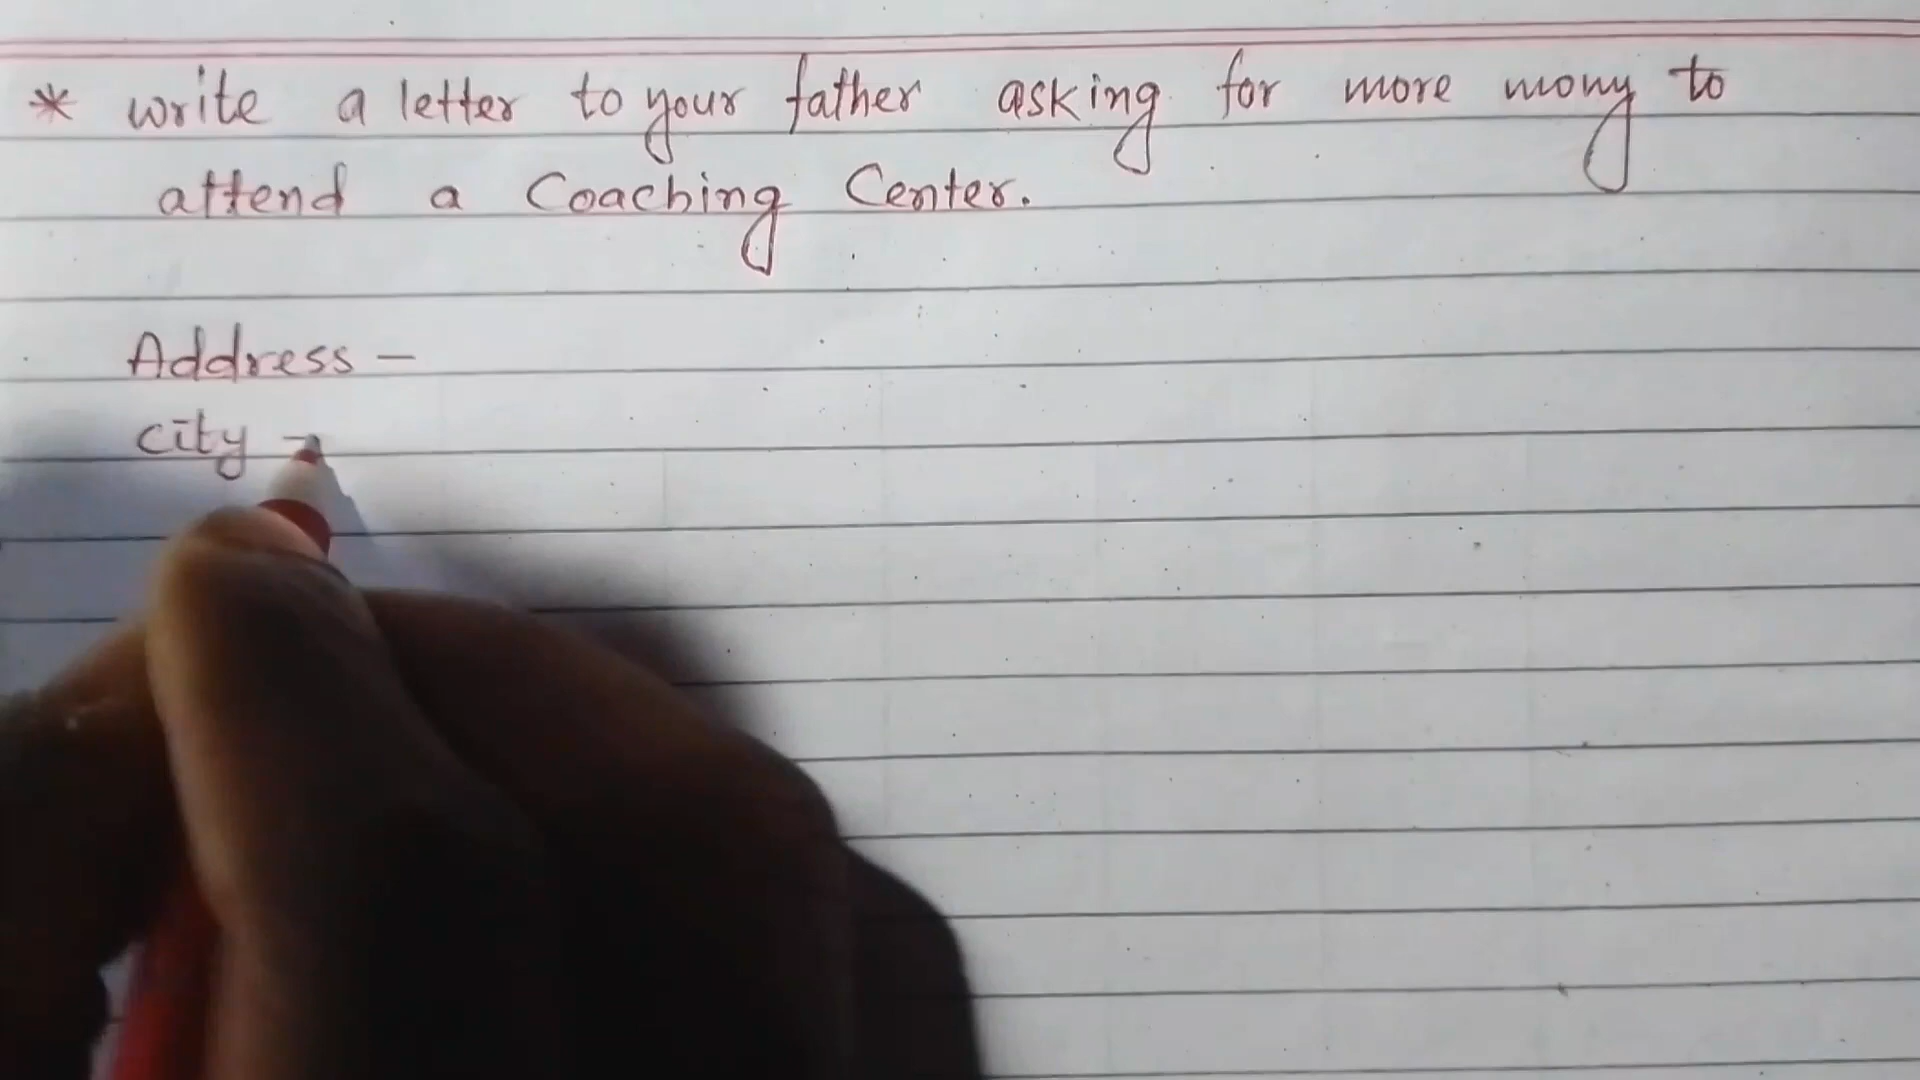 * write a letter to your father asking for more mony to
attend a Coaching Center.
Address –
city –